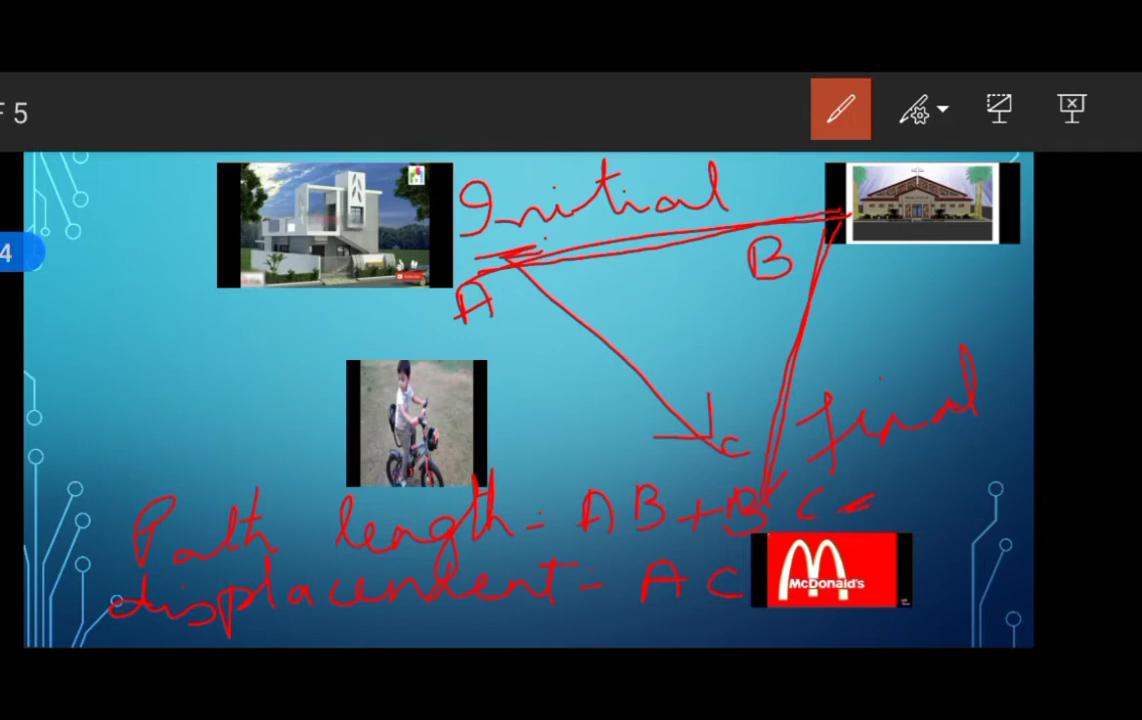 F 5
4
Initial
A
B
C
final
Path length = AB + BC
displacement = AC
McDonald's